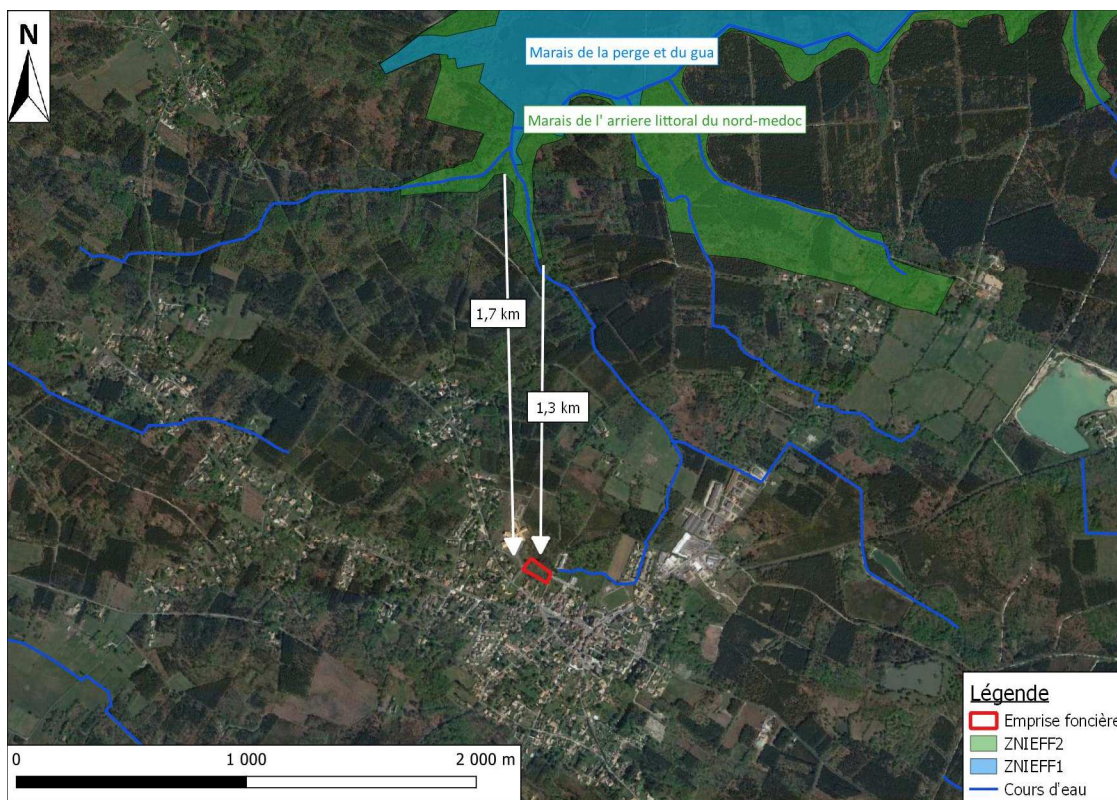 N
Marais de la perge et du gua
Marais de l' arriere littoral du nord-medoc
1,7 km
1,3 km
Légende
Emprise foncière
ZNIEFF2
ZNIEFF1
Cours d'eau
0 1 000 2 000 m